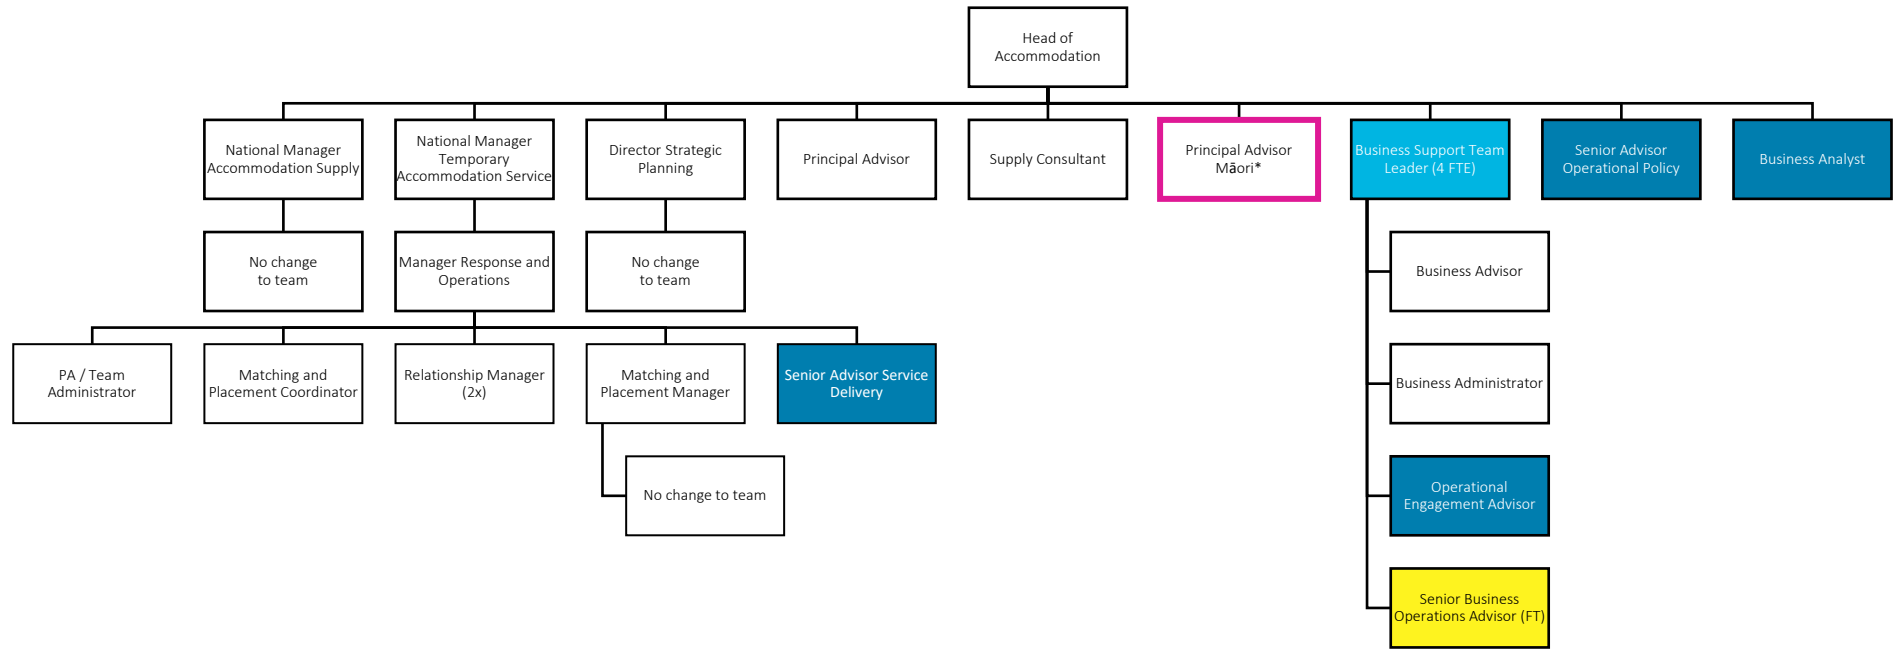 Head of
Accommodation
National Manager
Accommodation Supply
National Manager
Temporary
Accommodation Service
Director Strategic
Planning
Principal Advisor
Supply Consultant
Principal Advisor
Māori*
Business Support Team
Leader (4 FTE)
Senior Advisor
Operational Policy
Business Analyst
No change
to team
Manager Response and
Operations
No change
to team
Business Advisor
PA / Team
Administrator
Matching and
Placement Coordinator
Relationship Manager
(2x)
Matching and
Placement Manager
Senior Advisor Service
Delivery
Business Administrator
No change to team
Operational
Engagement Advisor
Senior Business
Operations Advisor (FT)